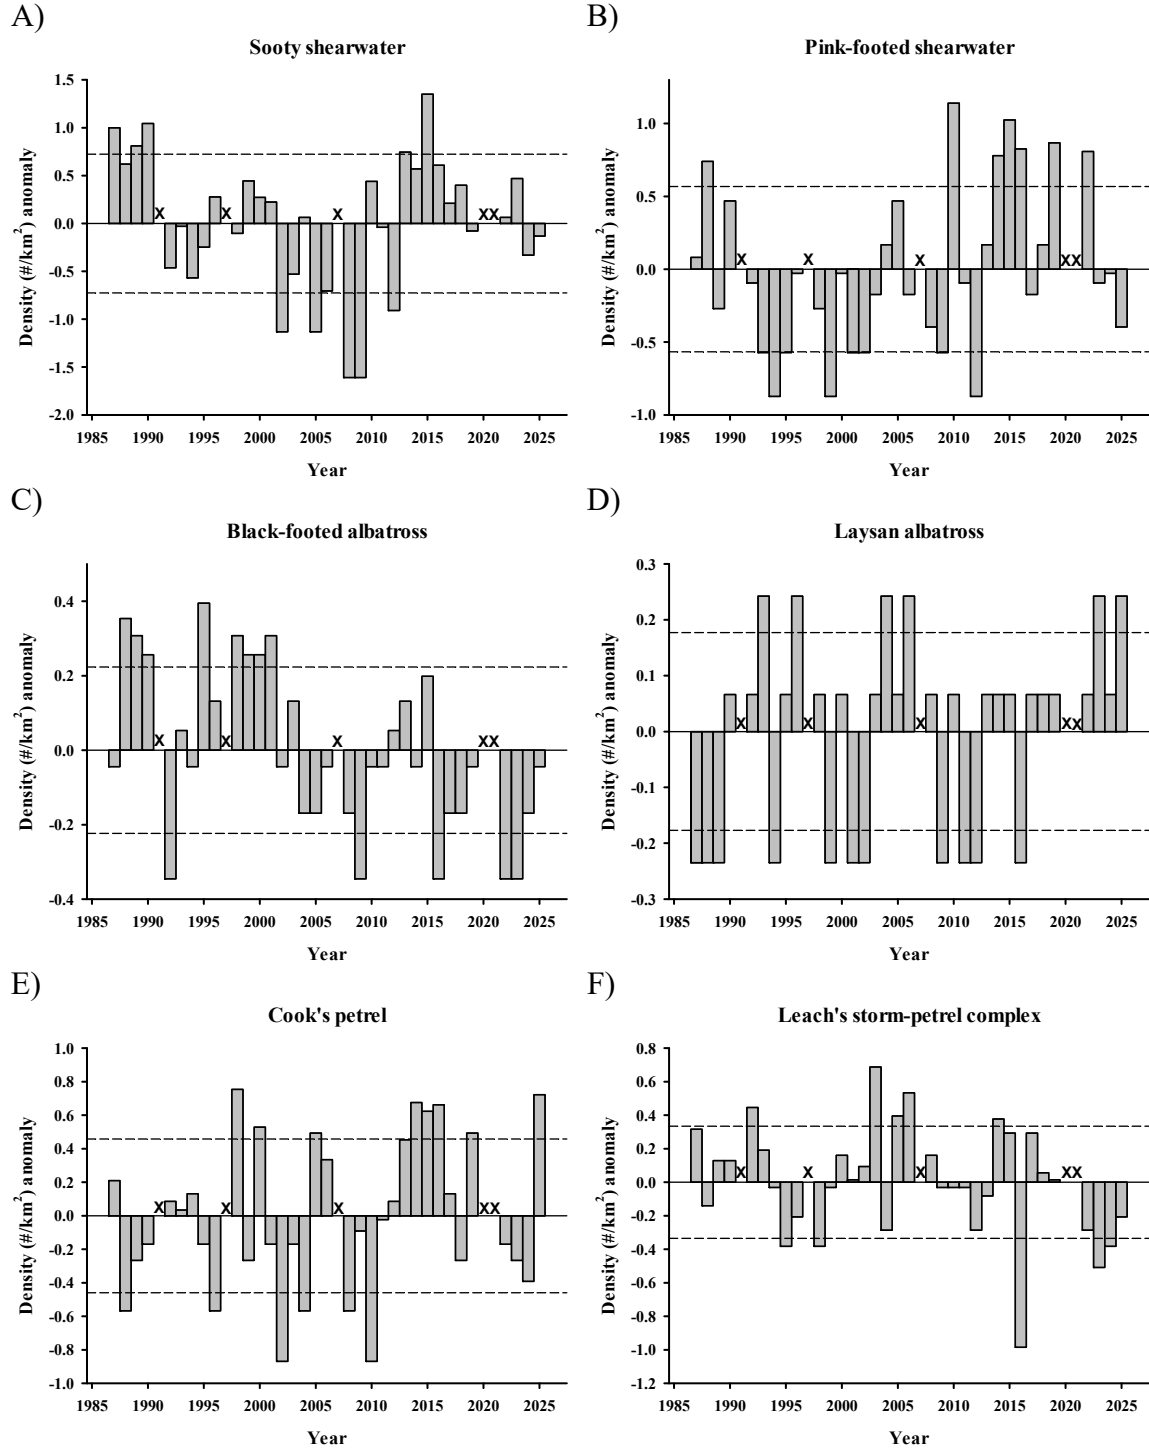 A)
Sooty shearwater
Density (#/km²) anomaly
1.5
1.0
0.5
0.0
-0.5
-1.0
-1.5
-2.0
X X X X X
1985 1990 1995 2000 2005 2010 2015 2020 2025
Year
B)
Pink-footed shearwater
Density (#/km²) anomaly
1.0
0.5
0.0
-0.5
-1.0
X X X X X
1985 1990 1995 2000 2005 2010 2015 2020 2025
Year
C)
Black-footed albatross
Density (#/km²) anomaly
0.4
0.2
0.0
-0.2
-0.4
X X X X X
1985 1990 1995 2000 2005 2010 2015 2020 2025
Year
D)
Laysan albatross
Density (#/km²) anomaly
0.3
0.2
0.1
0.0
-0.1
-0.2
-0.3
X X X X X
1985 1990 1995 2000 2005 2010 2015 2020 2025
Year
E)
Cook's petrel
Density (#/km²) anomaly
1.0
0.8
0.6
0.4
0.2
0.0
-0.2
-0.4
-0.6
-0.8
-1.0
X X X X X
1985 1990 1995 2000 2005 2010 2015 2020 2025
Year
F)
Leach's storm-petrel complex
Density (#/km²) anomaly
0.8
0.6
0.4
0.2
0.0
-0.2
-0.4
-0.6
-0.8
-1.0
-1.2
X X X X X
1985 1990 1995 2000 2005 2010 2015 2020 2025
Year